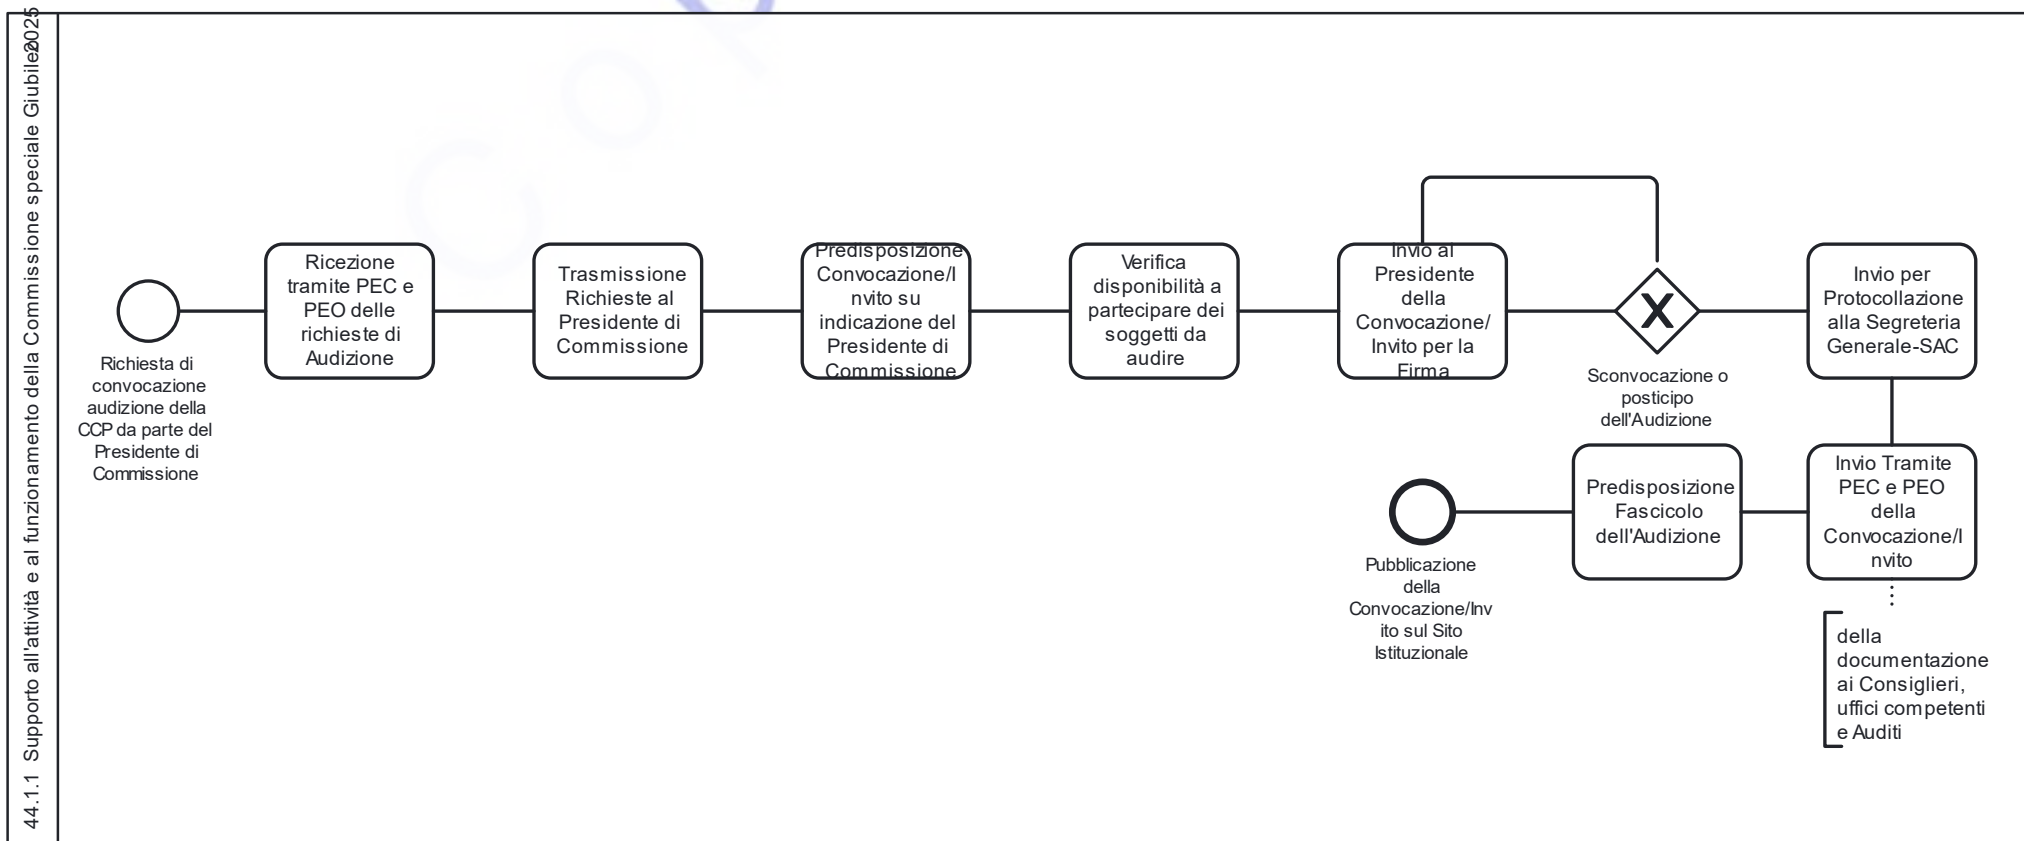 44.1.1 Supporto all'attività e al funzionamento della Commissione speciale Giubileo2025
Richiesta di
convocazione
audizione della
CCP da parte del
Presidente di
Commissione
Ricezione
tramite PEC e
PEO delle
richieste di
Audizione
Trasmissione
Richieste al
Presidente di
Commissione
Predisposizione
Convocazione/I
nvito su
indicazione del
Presidente di
Commissione
Verifica
disponibilità a
partecipare dei
soggetti da
audire
Invio al
Presidente
della
Convocazione/
Invito per la
Firma
X
Sconvocazione o
posticipo
dell'Audizione
Invio per
Protocollazione
alla Segreteria
Generale-SAC
Invio Tramite
PEC e PEO
della
Convocazione/I
nvito
della
documentazione
ai Consiglieri,
uffici competenti
e Auditi
Predisposizione
Fascicolo
dell'Audizione
Pubblicazione
della
Convocazione/Inv
ito sul Sito
Istituzionale